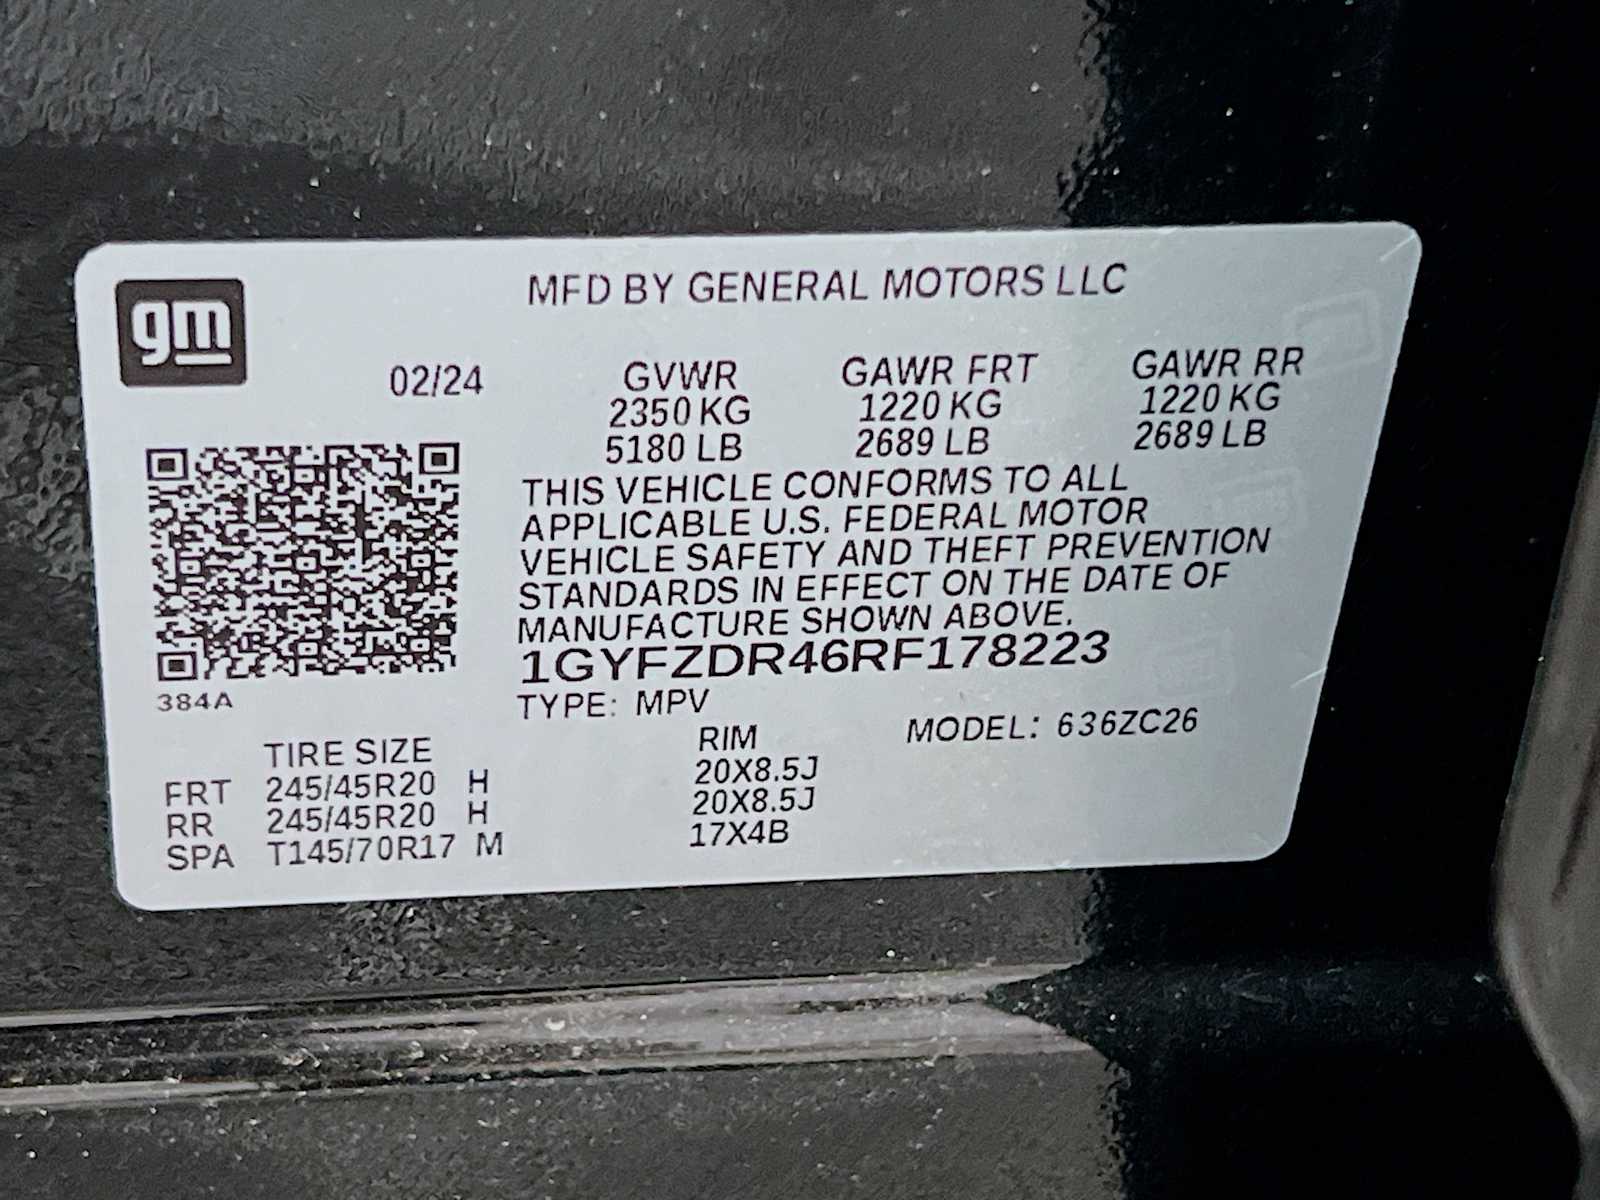 gm
MFD BY GENERAL MOTORS LLC
02/24
GVWR
2350 KG
5180 LB
GAWR FRT
1220 KG
2689 LB
GAWR RR
1220 KG
2689 LB
THIS VEHICLE CONFORMS TO ALL
APPLICABLE U.S. FEDERAL MOTOR
VEHICLE SAFETY AND THEFT PREVENTION
STANDARDS IN EFFECT ON THE DATE OF
MANUFACTURE SHOWN ABOVE.
1GYFZDR46RF178223
384A
TYPE: MPV
MODEL: 636ZC26
TIRE SIZE RIM
FRT 245/45R20 H 20X8.5J
RR 245/45R20 H 20X8.5J
SPA T145/70R17 M 17X4B